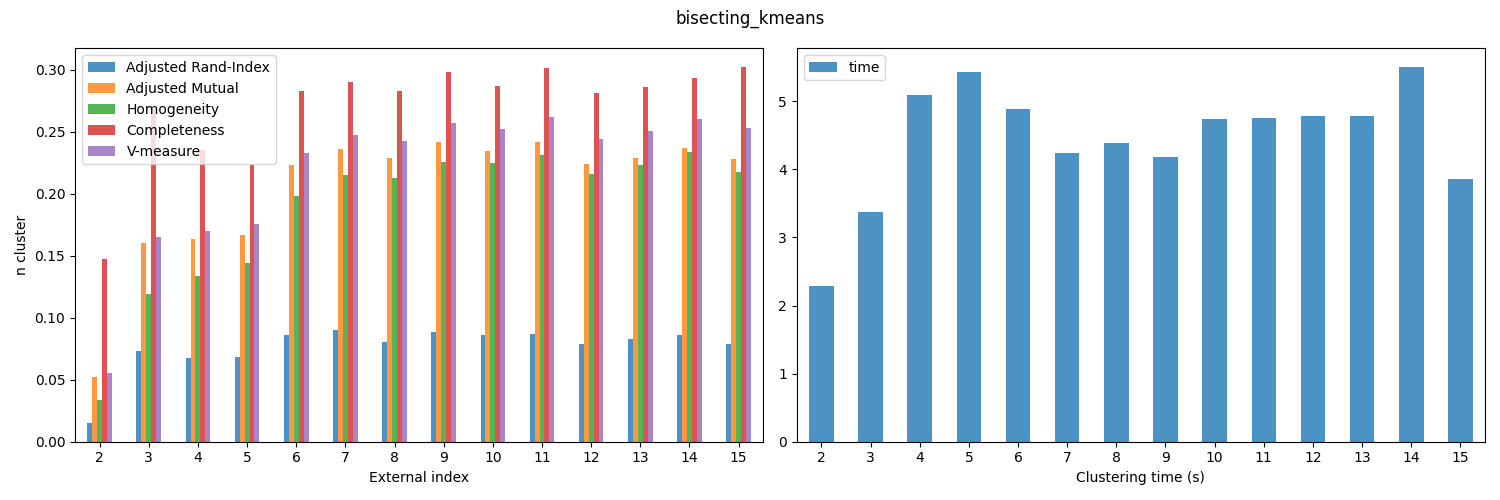 bisecting_kmeans
Adjusted Rand-Index
Adjusted Mutual
Homogeneity
Completeness
V-measure
0.30
0.25
0.20
0.15
0.10
0.05
0.00
n cluster
2 3 4 5 6 7 8 9 10 11 12 13 14 15
External index
time
5
4
3
2
1
0
2 3 4 5 6 7 8 9 10 11 12 13 14 15
Clustering time (s)